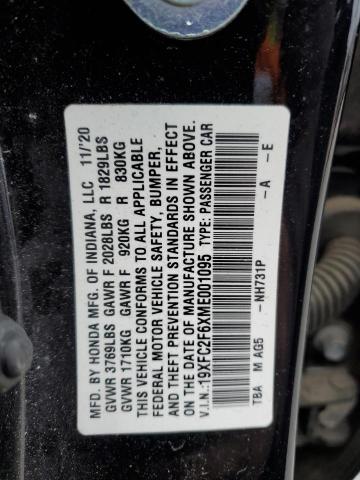 MFD. BY HONDA MFG. OF INDIANA, LLC 11/'20
GVWR 3769LBS GAWR F 2028LBS R 1829LBS
GVWR 1710KG GAWR F 920KG R 830KG
THIS VEHICLE CONFORMS TO ALL APPLICABLE
FEDERAL MOTOR VEHICLE SAFETY, BUMPER,
AND THEFT PREVENTION STANDARDS IN EFFECT
ON THE DATE OF MANUFACTURE SHOWN ABOVE.
V.I.N.:19XFC2F6XME001095 TYPE: PASSENGER CAR
NH731P - A - E
TBA M AG5